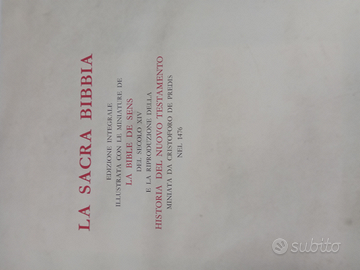 LA SACRA BIBBIA
EDIZIONE INTEGRALE
ILLUSTRATA CON LE MINIATURE DE
LA BIBLE DE SENS
DEL SECOLO XIV
E LA RIPRODUZIONE DELLA
HISTORIA DEL NUOVO TESTAMENTO
MINIATA DA CRISTOFORO DE PREDIS
NEL 1476
subito